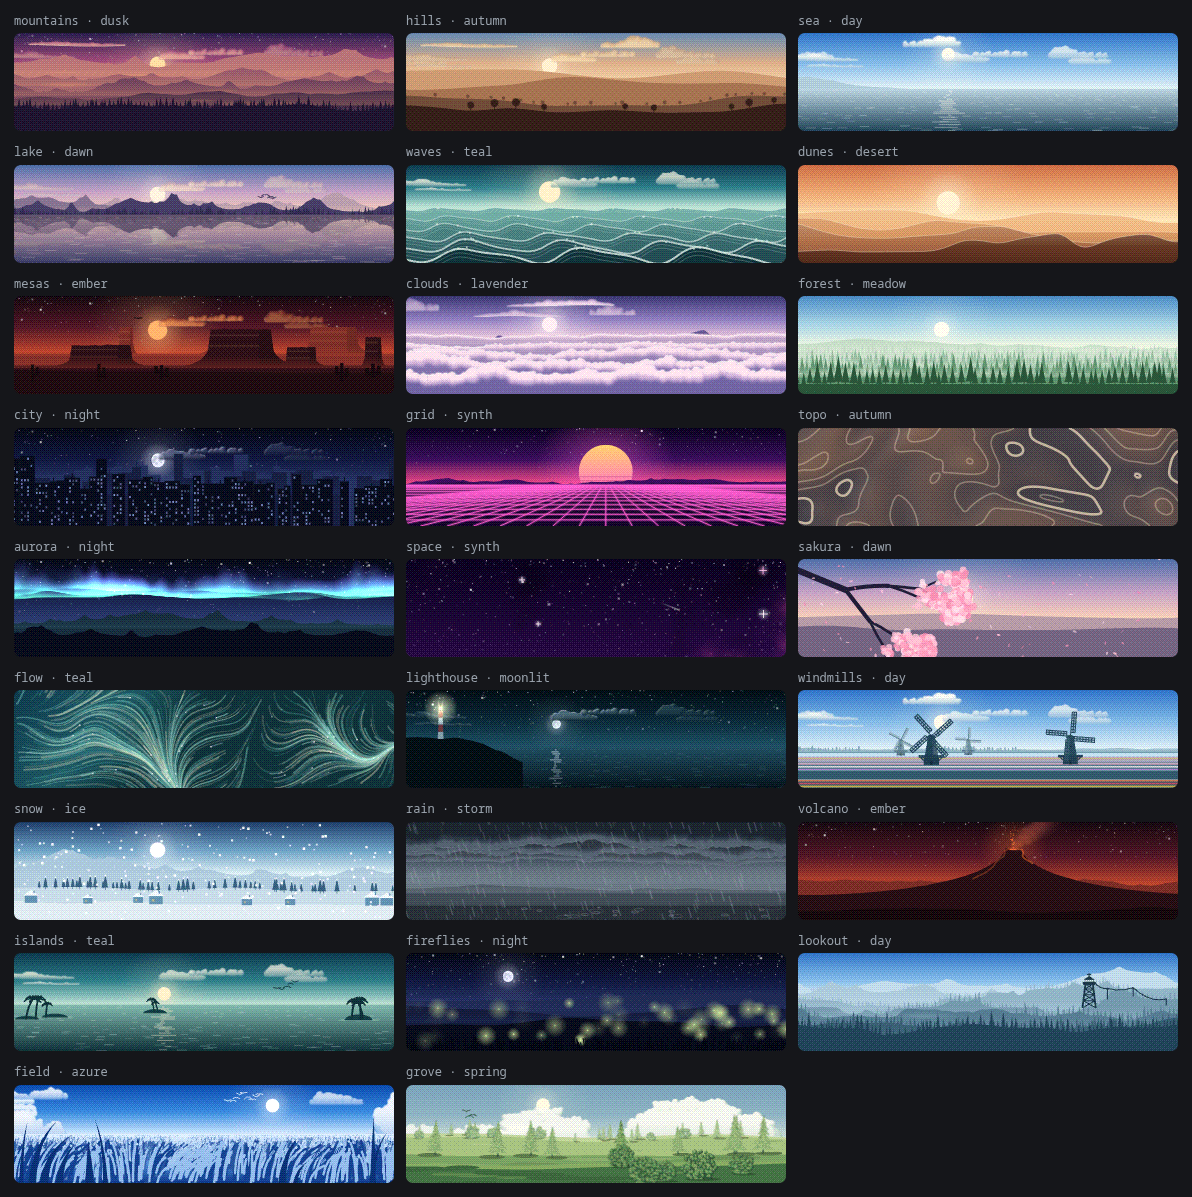 mountains · dusk
hills · autumn
sea · day
lake · dawn
waves · teal
dunes · desert
mesas · ember
clouds · lavender
forest · meadow
city · night
grid · synth
topo · autumn
aurora · night
space · synth
sakura · dawn
flow · teal
lighthouse · moonlit
windmills · day
snow · ice
rain · storm
volcano · ember
islands · teal
fireflies · night
lookout · day
field · azure
grove · spring